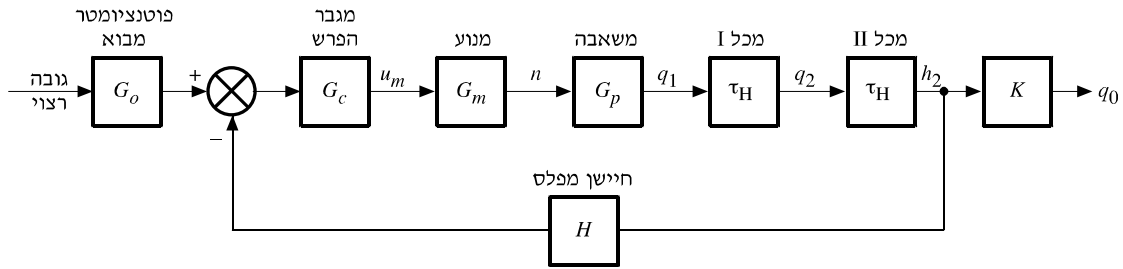 פוטנציומטר
מבוא
מגבר
הפרש
מנוע
משאבה
מכל I
מכל II
גובה
רצוי
G_o
+
−
G_c
u_m
G_m
n
G_p
q_1
τ_H
q_2
τ_H
h_2
K
q_0
חיישן מפלס
H